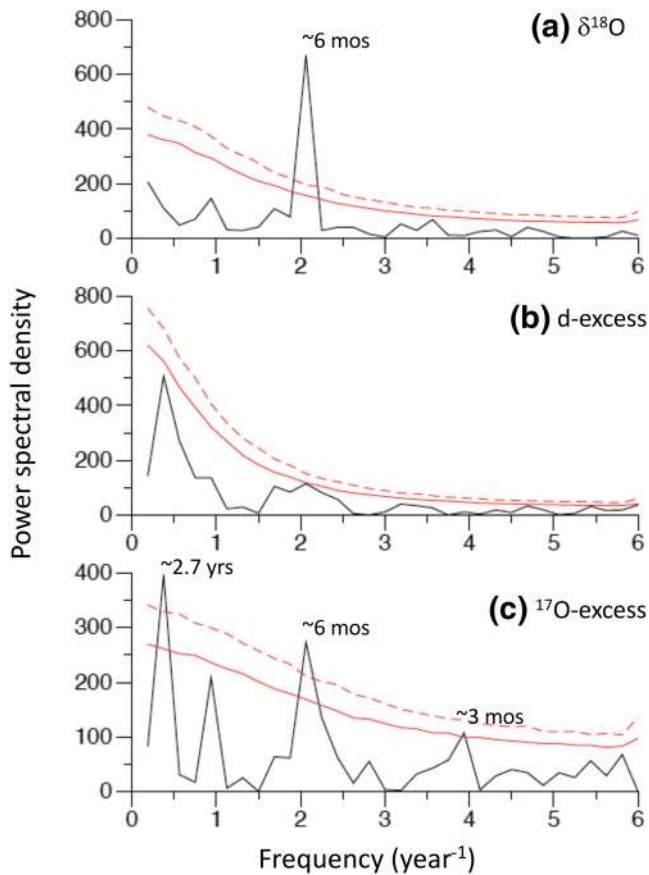 (a) δ18O
~6 mos
800
600
400
200
0
0 1 2 3 4 5 6
(b) d-excess
800
600
400
200
0
0 1 2 3 4 5 6
(c) 17O-excess
~2.7 yrs
~6 mos
~3 mos
400
300
200
100
0
0 1 2 3 4 5 6
Power spectral density
Frequency (year-1)